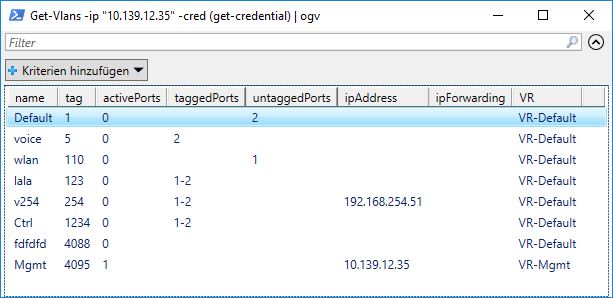 Get-Vlans -ip "10.139.12.35" -cred (get-credential) | ogv
Filter
Kriterien hinzufügen
name tag activePorts taggedPorts untaggedPorts ipAddress ipForwarding VR
Default 1 0 2 VR-Default
voice 5 0 2 VR-Default
wlan 110 0 1 VR-Default
lala 123 0 1-2 VR-Default
v254 254 0 1-2 192.168.254.51 VR-Default
Ctrl 1234 0 1-2 VR-Default
fdfdfd 4088 0 VR-Default
Mgmt 4095 1 10.139.12.35 VR-Mgmt